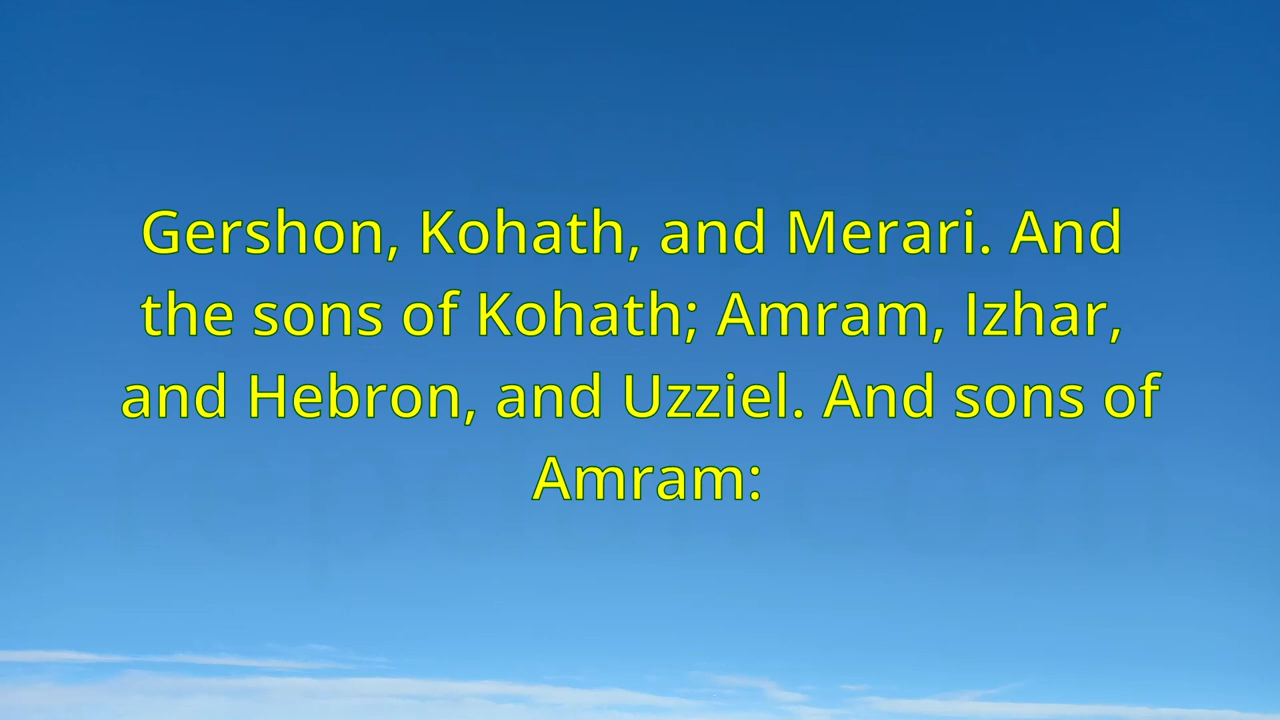 Gershon, Kohath, and Merari. And
the sons of Kohath; Amram, Izhar,
and Hebron, and Uzziel. And sons of
Amram: